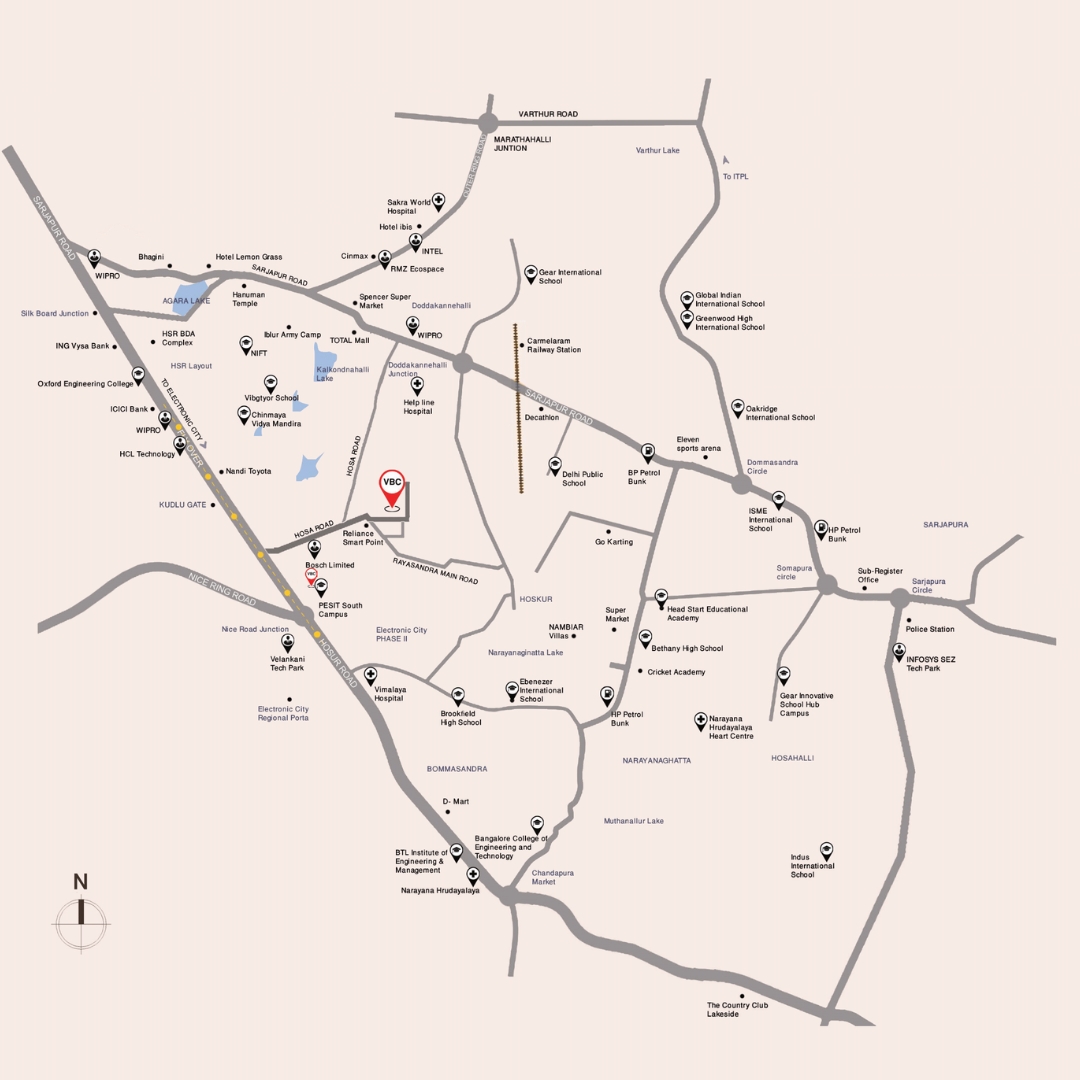 VARTHUR ROAD
MARATHAHALLI
JUNTION
Varthur Lake
To ITPL
OUTER RING ROAD
SARJAPUR ROAD
Sakra World
Hospital
Hotel ibis
INTEL
Cinmax
RMZ Ecospace
Bhagini
Hotel Lemon Grass
WIPRO
SARJAPUR ROAD
Gear International
School
AGARA LAKE
Hanuman
Temple
Spencer Super
Market
Doddakannehalli
Global Indian
International School
Greenwood High
International School
Silk Board Junction
HSR BDA
Complex
Iblur Army Camp
TOTAL Mall
WIPRO
Carmelaram
Railway Station
ING Vysa Bank
NIFT
HSR Layout
Kalkondnahalli
Lake
Doddakannehalli
Junction
Oxford Engineering College
TO ELECTRONIC CITY
Vibgtyor School
Help line
Hospital
SARJAPUR ROAD
Decathlon
Oakridge
International School
ICICI Bank
Chinmaya
Vidya Mandira
WIPRO
FLYOVER
HCL Technology
HOSA ROAD
Eleven
sports arena
Nandi Toyota
Delhi Public
School
BP Petrol
Bunk
Dommasandra
Circle
VBC
KUDLU GATE
ISME
International
School
HP Petrol
Bunk
SARJAPURA
HOSA ROAD
Reliance
Smart Point
Go Karting
Bosch Limited
VBC
RAYASANDRA MAIN ROAD
Somapura
circle
Sub-Register
Office
Sarjapura
Circle
NICE RING ROAD
PESIT South
Campus
HOSKUR
Super
Market
Head Start Educational
Academy
Nice Road Junction
Electronic City
PHASE II
NAMBIAR
Villas
Police Station
HOSUR ROAD
Velankani
Tech Park
Narayanaginatta Lake
Bethany High School
INFOSYS SEZ
Tech Park
Cricket Academy
Vimalaya
Hospital
Ebenezer
International
School
Gear Innovative
School Hub
Campus
Electronic City
Regional Porta
Brookfield
High School
HP Petrol
Bunk
Narayana
Hrudayalaya
Heart Centre
BOMMASANDRA
NARAYANAGHATTA
HOSAHALLI
D- Mart
Muthanallur Lake
Bangalore College of
Engineering and
Technology
BTL Institute of
Engineering &
Management
Indus
International
School
Chandapura
Market
Narayana Hrudayalaya
N
The Country Club
Lakeside